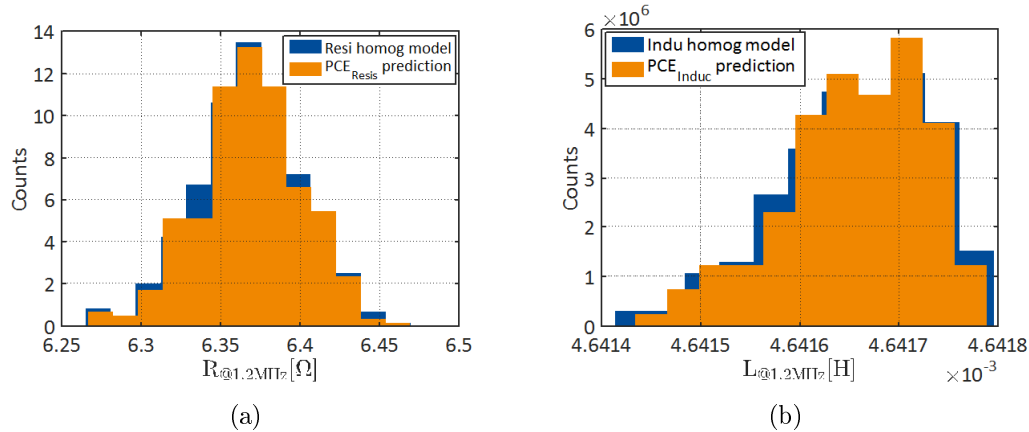 14
12
10
8
6
4
2
0
Counts
Resi homog model
PCE_Resis prediction
6.25 6.3 6.35 6.4 6.45 6.5
R@1.2MHz[Ω]
(a)
×10^6
6
5
4
3
2
1
0
Counts
Indu homog model
PCE_Induc prediction
4.6414 4.6415 4.6416 4.6417 4.6418
×10^-3
L@1.2MHz[H]
(b)